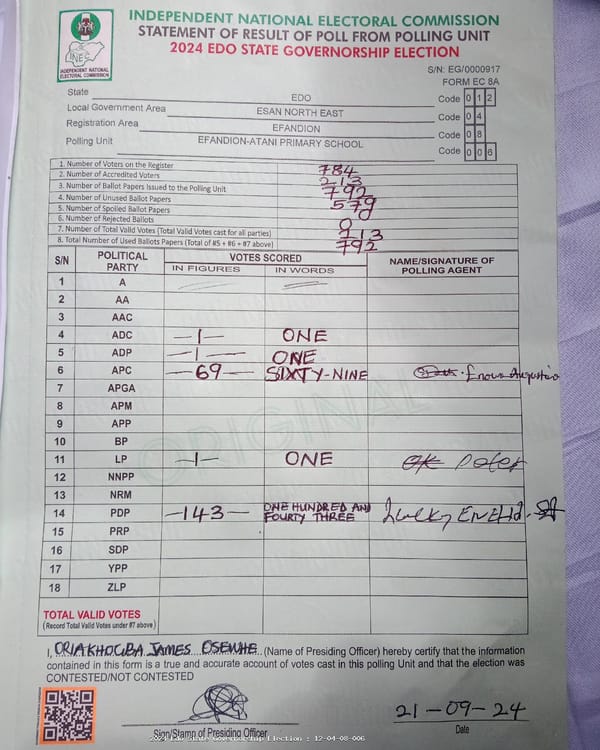 INDEPENDENT NATIONAL ELECTORAL COMMISSION
STATEMENT OF RESULT OF POLL FROM POLLING UNIT
2024 EDO STATE GOVERNORSHIP ELECTION
INEC
INDEPENDENT NATIONAL
ELECTORAL COMMISSION
S/N: EG/0000917
FORM EC 8A
State EDO Code 0 1 2
Local Government Area ESAN NORTH EAST Code 0 4
Registration Area EFANDION Code 0 8
Polling Unit EFANDION-ATANI PRIMARY SCHOOL Code 0 0 6
1. Number of Voters on the Register 784
2. Number of Accredited Voters 213
3. Number of Ballot Papers Issued to the Polling Unit 792
4. Number of Unused Ballot Papers 579
5. Number of Spoiled Ballot Papers
6. Number of Rejected Ballots 0
7. Number of Total Valid Votes (Total Valid Votes cast for all parties) 213
8. Total Number of Used Ballots Papers (Total of #5 + #6 + #7 above) 792
S/N POLITICAL PARTY VOTES SCORED NAME/SIGNATURE OF POLLING AGENT
IN FIGURES IN WORDS
1 A
2 AA
3 AAC
4 ADC -1- ONE
5 ADP -1- ONE
6 APC -69- SIXTY-NINE Augustine
7 APGA
8 APM
9 APP
10 BP
11 LP -1- ONE Peter
12 NNPP
13 NRM
14 PDP -143- ONE HUNDRED AND FOURTY THREE Lucky
15 PRP
16 SDP
17 YPP
18 ZLP
ORIGINAL
TOTAL VALID VOTES
(Record Total Valid Votes under #7 above)
I, ORIAKHOGBA JAMES OSEWHE (Name of Presiding Officer) hereby certify that the information
contained in this form is a true and accurate account of votes cast in this polling Unit and that the election was
CONTESTED/NOT CONTESTED
21-09-24
Sign/Stamp of Presiding Officer Date
2024 Edo State Governorship Election : 12-04-08-006